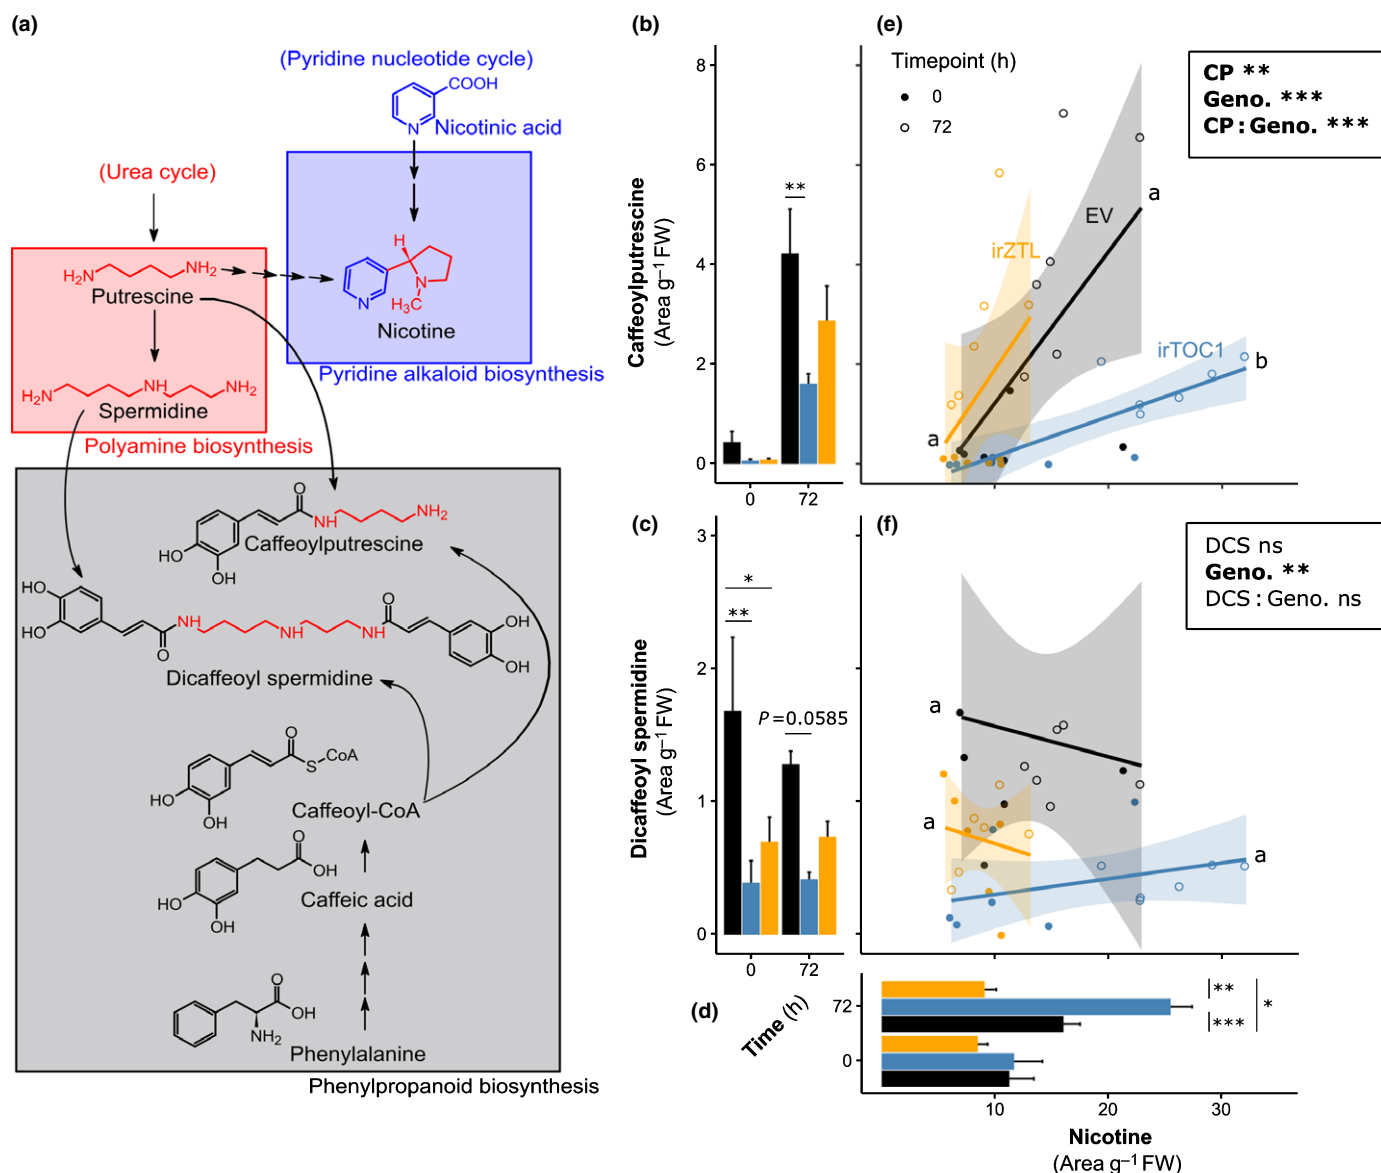 (a)
(Pyridine nucleotide cycle)
COOH
N
Nicotinic acid
(Urea cycle)
H2N
NH2
Putrescine
H
N
N
H3C
Nicotine
Pyridine alkaloid biosynthesis
H2N
NH
NH2
Spermidine
Polyamine biosynthesis
O
NH
NH2
HO
OH
Caffeoylputrescine
HO
HO
O
NH
NH
NH
O
OH
OH
Dicaffeoyl spermidine
O
S
CoA
HO
OH
Caffeoyl-CoA
O
OH
HO
OH
Caffeic acid
O
OH
NH2
Phenylalanine
Phenylpropanoid biosynthesis
(b)
Caffeoylputrescine
(Area g–1 FW)
8
6
4
2
0
**
0
72
(c)
Dicaffeoyl spermidine
(Area g–1 FW)
3
2
1
0
*
**
P = 0.0585
0
72
(d)
Time (h)
72
0
**
***
*
10
20
30
Nicotine
(Area g–1 FW)
(e)
Timepoint (h)
0
72
CP **
Geno. ***
CP : Geno. ***
irZTL
EV
irTOC1
a
a
b
(f)
DCS ns
Geno. **
DCS : Geno. ns
a
a
a